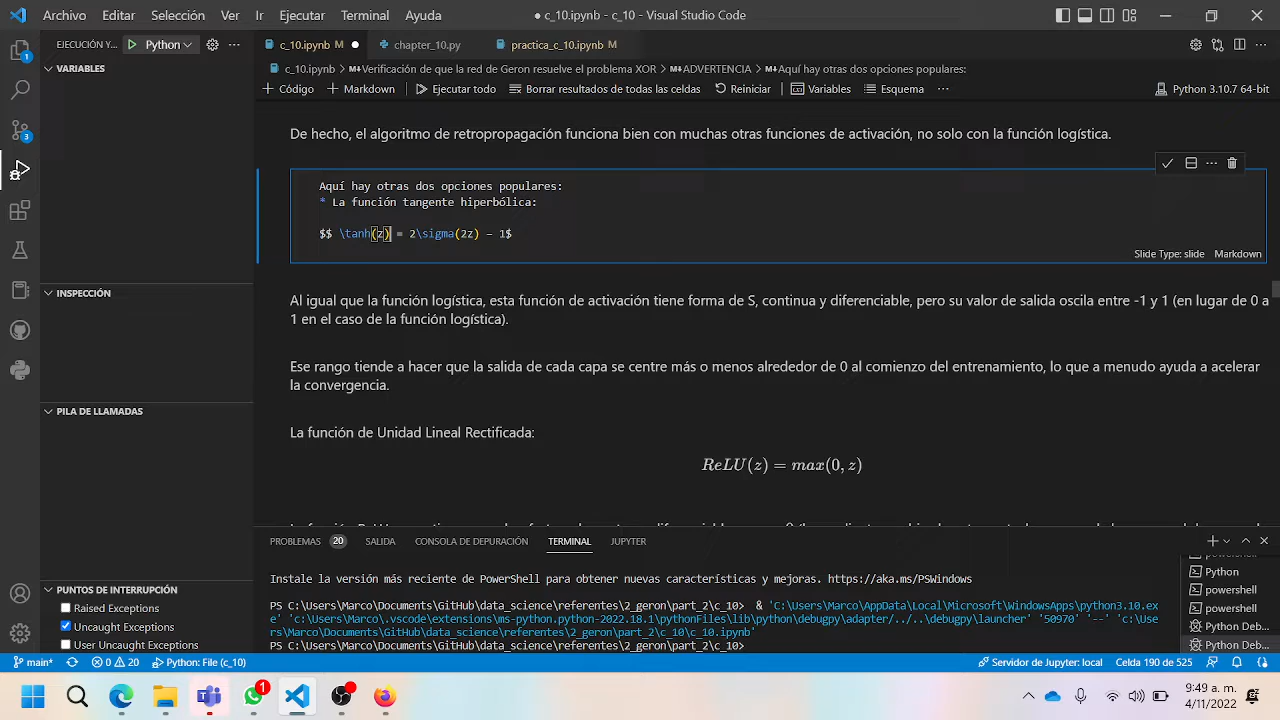 Archivo Editar Selección Ver Ir Ejecutar Terminal Ayuda ● c_10.ipynb - c_10 - Visual Studio Code
EJECUCIÓN Y... Python ... c_10.ipynb M ● chapter_10.py practica_c_10.ipynb M ...
VARIABLES
c_10.ipynb > M↓Verificación de que la red de Geron resuelve el problema XOR > M↓ADVERTENCIA > M↓Aquí hay otras dos opciones populares:
+ Código + Markdown Ejecutar todo Borrar resultados de todas las celdas Reiniciar Variables Esquema ... Python 3.10.7 64-bit
De hecho, el algoritmo de retropropagación funciona bien con muchas otras funciones de activación, no solo con la función logística.
Aquí hay otras dos opciones populares:
* La función tangente hiperbólica:
$$ \tanh(z) = 2\sigma(2z) - 1$
Slide Type: slide Markdown
INSPECCIÓN
Al igual que la función logística, esta función de activación tiene forma de S, continua y diferenciable, pero su valor de salida oscila entre -1 y 1 (en lugar de 0 a
1 en el caso de la función logística).
Ese rango tiende a hacer que la salida de cada capa se centre más o menos alrededor de 0 al comienzo del entrenamiento, lo que a menudo ayuda a acelerar
la convergencia.
PILA DE LLAMADAS
La función de Unidad Lineal Rectificada:
ReLU(z) = max(0, z)
PROBLEMAS 20 SALIDA CONSOLA DE DEPURACIÓN TERMINAL JUPYTER
Instale la versión más reciente de PowerShell para obtener nuevas características y mejoras. https://aka.ms/PSWindows
PS C:\Users\Marco\Documents\GitHub\data_science\referentes\2_geron\part_2\c_10> & 'C:\Users\Marco\AppData\Local\Microsoft\WindowsApps\python3.10.ex
e' 'c:\Users\Marco\.vscode\extensions\ms-python.python-2022.18.1\pythonFiles\lib\python\debugpy\adapter/../..\debugpy\launcher' '50970' '--' 'c:\Use
rs\Marco\Documents\GitHub\data_science\referentes\2_geron\part_2\c_10\c_10.ipynb'
PS C:\Users\Marco\Documents\GitHub\data_science\referentes\2_geron\part_2\c_10>
powershell
Python
powershell
powershell
Python Deb...
Python Deb...
PUNTOS DE INTERRUPCIÓN
Raised Exceptions
Uncaught Exceptions
User Uncaught Exceptions
main* 0 20 Python: File (c_10) Servidor de Jupyter: local Celda 190 de 525
1
3
1
9:49 a. m.
4/11/2022